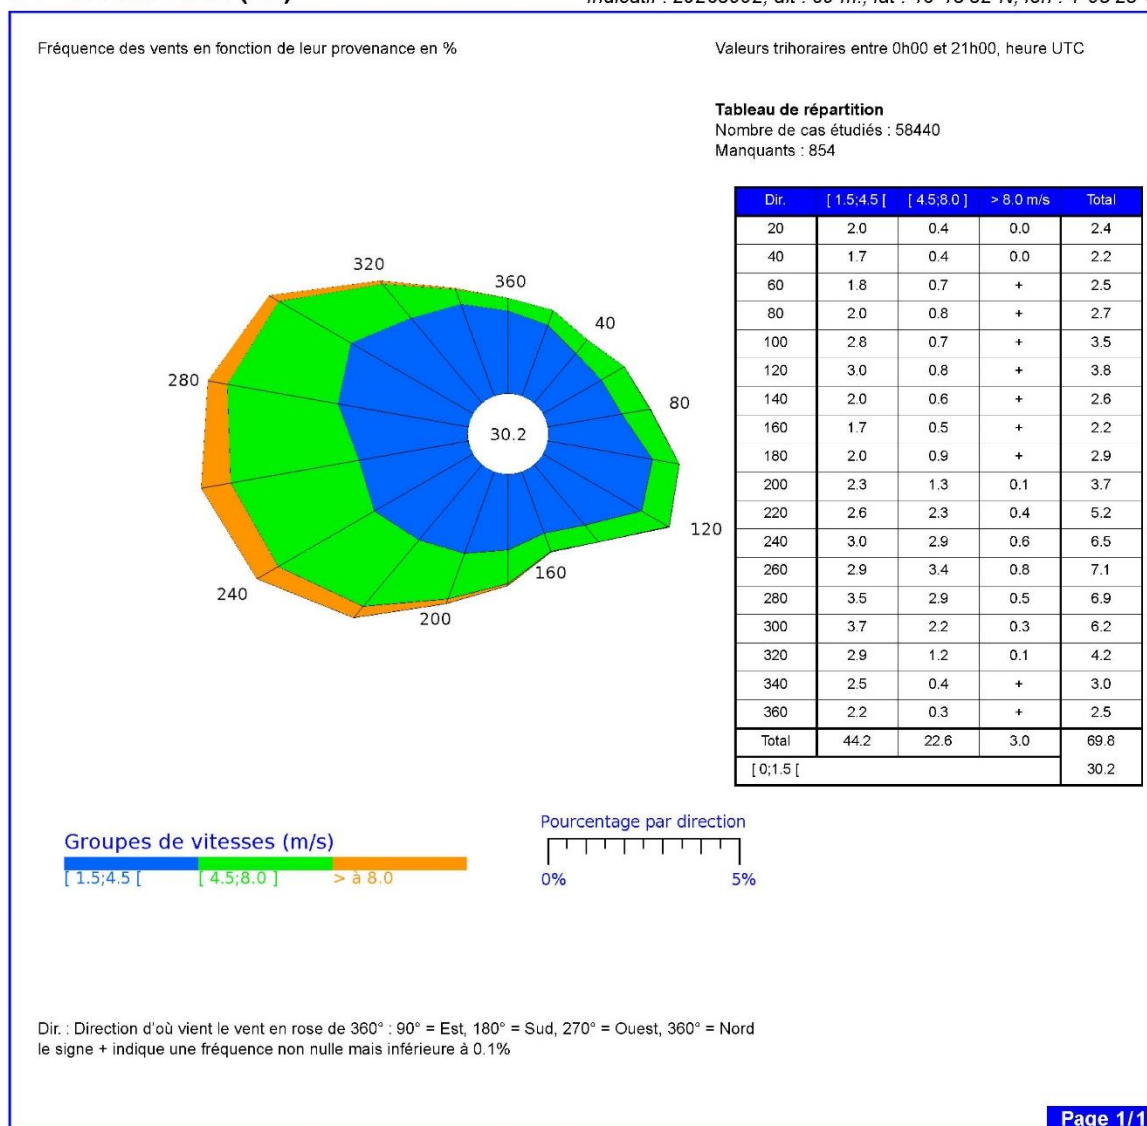 Fréquence des vents en fonction de leur provenance en %
Valeurs trihoraires entre 0h00 et 21h00, heure UTC
Tableau de répartition
Nombre de cas étudiés : 58440
Manquants : 854
Dir. [ 1.5;4.5 [ [ 4.5;8.0 ] > 8.0 m/s Total
20 2.0 0.4 0.0 2.4
40 1.7 0.4 0.0 2.2
60 1.8 0.7 + 2.5
80 2.0 0.8 + 2.7
100 2.8 0.7 + 3.5
120 3.0 0.8 + 3.8
140 2.0 0.6 + 2.6
160 1.7 0.5 + 2.2
180 2.0 0.9 + 2.9
200 2.3 1.3 0.1 3.7
220 2.6 2.3 0.4 5.2
240 3.0 2.9 0.6 6.5
260 2.9 3.4 0.8 7.1
280 3.5 2.9 0.5 6.9
300 3.7 2.2 0.3 6.2
320 2.9 1.2 0.1 4.2
340 2.5 0.4 + 3.0
360 2.2 0.3 + 2.5
Total 44.2 22.6 3.0 69.8
[ 0;1.5 [ 30.2
320
360
40
280
80
30.2
120
160
240
200
Groupes de vitesses (m/s)
[ 1.5;4.5 [ [ 4.5;8.0 ] > à 8.0
Pourcentage par direction
0% 5%
Dir. : Direction d'où vient le vent en rose de 360° : 90° = Est, 180° = Sud, 270° = Ouest, 360° = Nord
le signe + indique une fréquence non nulle mais inférieure à 0.1%
Page 1/1